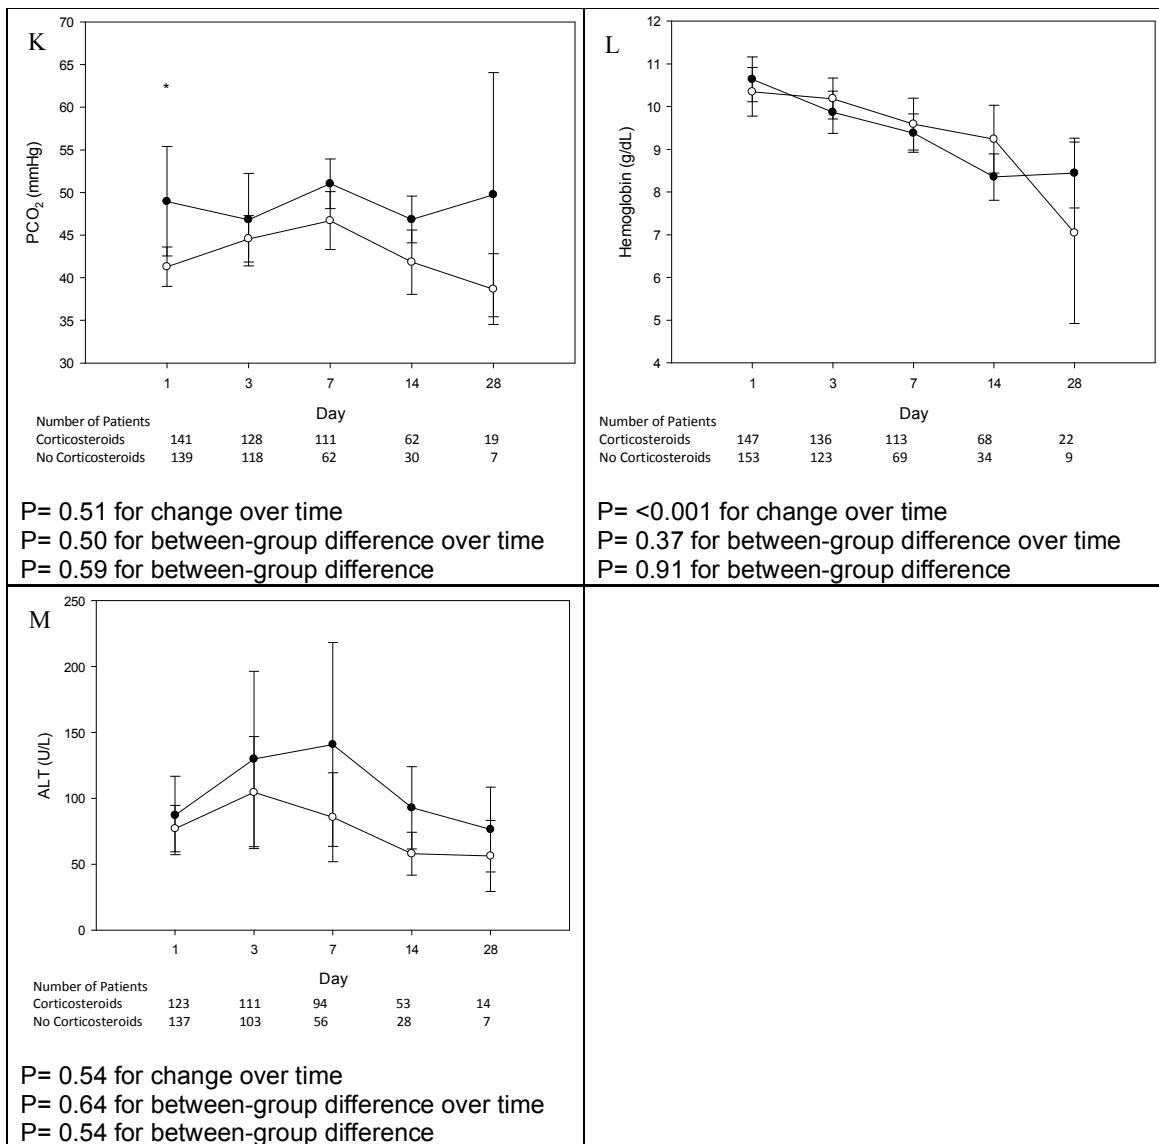 K
70
65
60
55
50
45
40
35
30
*
PCO2 (mmHg)
1 3 7 14 28
Day
Number of Patients
Corticosteroids 141 128 111 62 19
No Corticosteroids 139 118 62 30 7
P= 0.51 for change over time
P= 0.50 for between-group difference over time
P= 0.59 for between-group difference
L
12
11
10
9
8
7
6
5
4
Hemoglobin (g/dL)
1 3 7 14 28
Day
Number of Patients
Corticosteroids 147 136 113 68 22
No Corticosteroids 153 123 69 34 9
P= <0.001 for change over time
P= 0.37 for between-group difference over time
P= 0.91 for between-group difference
M
250
200
150
100
50
0
ALT (U/L)
1 3 7 14 28
Day
Number of Patients
Corticosteroids 123 111 94 53 14
No Corticosteroids 137 103 56 28 7
P= 0.54 for change over time
P= 0.64 for between-group difference over time
P= 0.54 for between-group difference